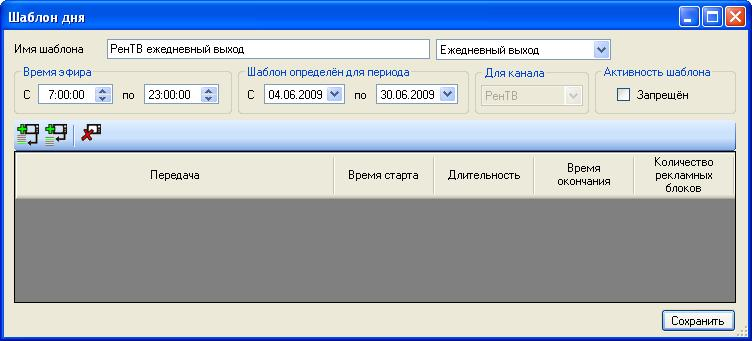 Шаблон дня
Имя шаблона РенТВ ежедневный выход Ежедневный выход
Время эфира Шаблон определён для периода Для канала Активность шаблона
С 7:00:00 по 23:00:00 С 04.06.2009 по 30.06.2009 РенТВ Запрещён
Передача Время старта Длительность Время окончания Количество рекламных блоков
Сохранить